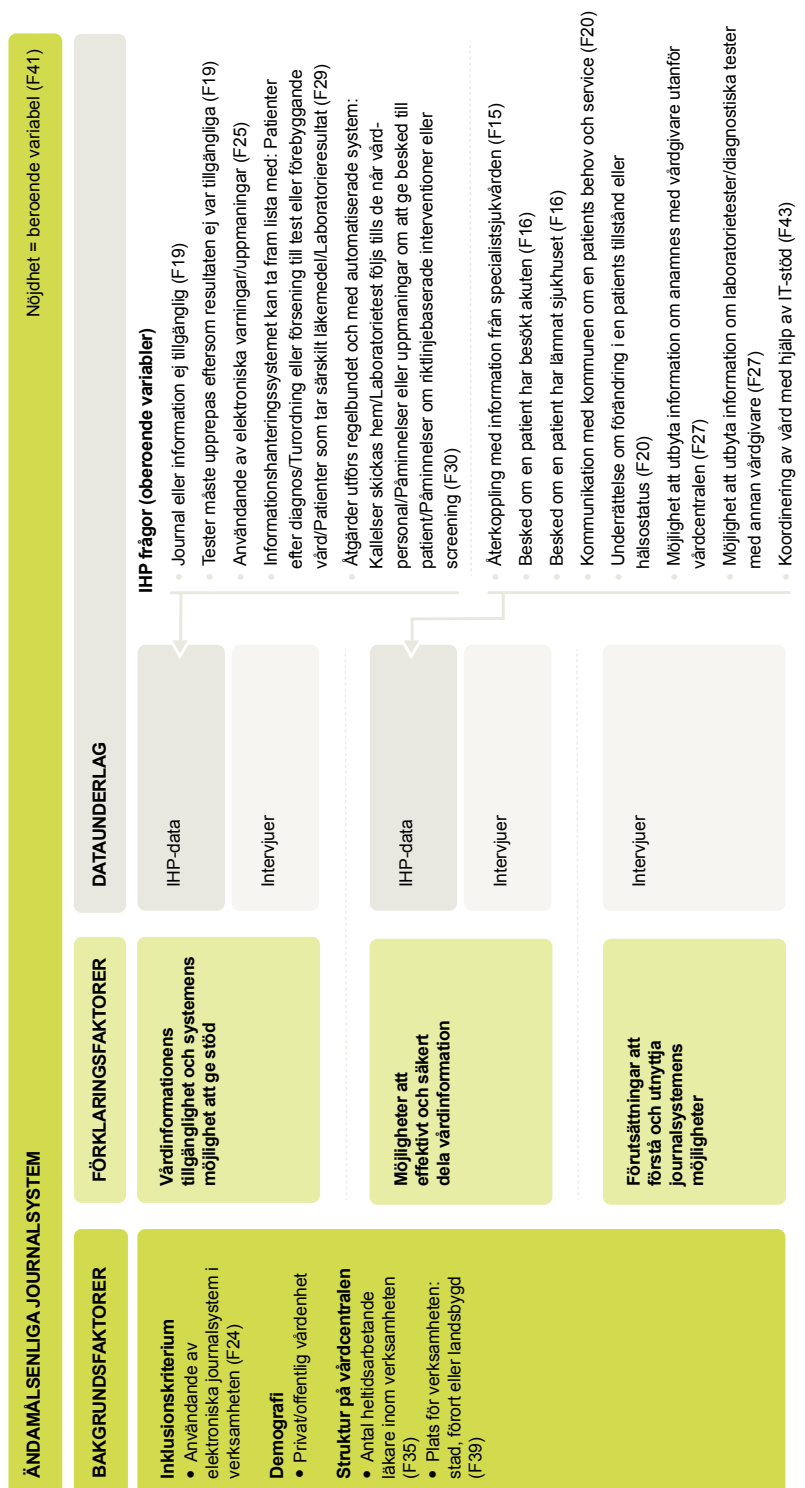 ÄNDAMÅLSENLIGA JOURNALSYSTEM
Nöjdhet = beroende variabel (F41)
BAKGRUNDSFAKTORER
FÖRKLARINGSFAKTORER
DATAUNDERLAG
Inklusionskriterium
• Användande av
elektroniska journalsystem i
verksamheten (F24)
Demografi
• Privat/offentlig vårdenhet
Struktur på vårdcentralen
• Antal heltidsarbetande
läkare inom verksamheten
(F35)
• Plats för verksamheten:
stad, förort eller landsbygd
(F39)
Vårdinformationens
tillgänglighet och systemens
möjlighet att ge stöd
IHP-data
Intervjuer
IHP frågor (oberoende variabler)
• Journal eller information ej tillgänglig (F19)
• Tester måste upprepas eftersom resultaten ej var tillgängliga (F19)
• Användande av elektroniska varningar/uppmaningar (F25)
• Informationshanteringssystemet kan ta fram lista med: Patienter
efter diagnos/Turordning eller försening till test eller förebyggande
vård/Patienter som tar särskilt läkemedel/Laboratorieresultat (F29)
• Åtgärder utförs regelbundet och med automatiserade system:
Kallelser skickas hem/Laboratorietest följs tills de når vård-
personal/Påminnelser eller uppmaningar om att ge besked till
patient/Påminnelser om riktlinjebaserade interventioner eller
screening (F30)
Möjligheter att
effektivt och säkert
dela vårdinformation
IHP-data
Intervjuer
• Återkoppling med information från specialistsjukvården (F15)
• Besked om en patient har besökt akuten (F16)
• Besked om en patient har lämnat sjukhuset (F16)
• Kommunikation med kommunen om en patients behov och service (F20)
• Underrättelse om förändring i en patients tillstånd eller
hälsostatus (F20)
• Möjlighet att utbyta information om anamnes med vårdgivare utanför
vårdcentralen (F27)
• Möjlighet att utbyta information om laboratorietester/diagnostiska tester
med annan vårdgivare (F27)
• Koordinering av vård med hjälp av IT-stöd (F43)
Förutsättningar att
förstå och utnyttja
journalsystemens
möjligheter
Intervjuer